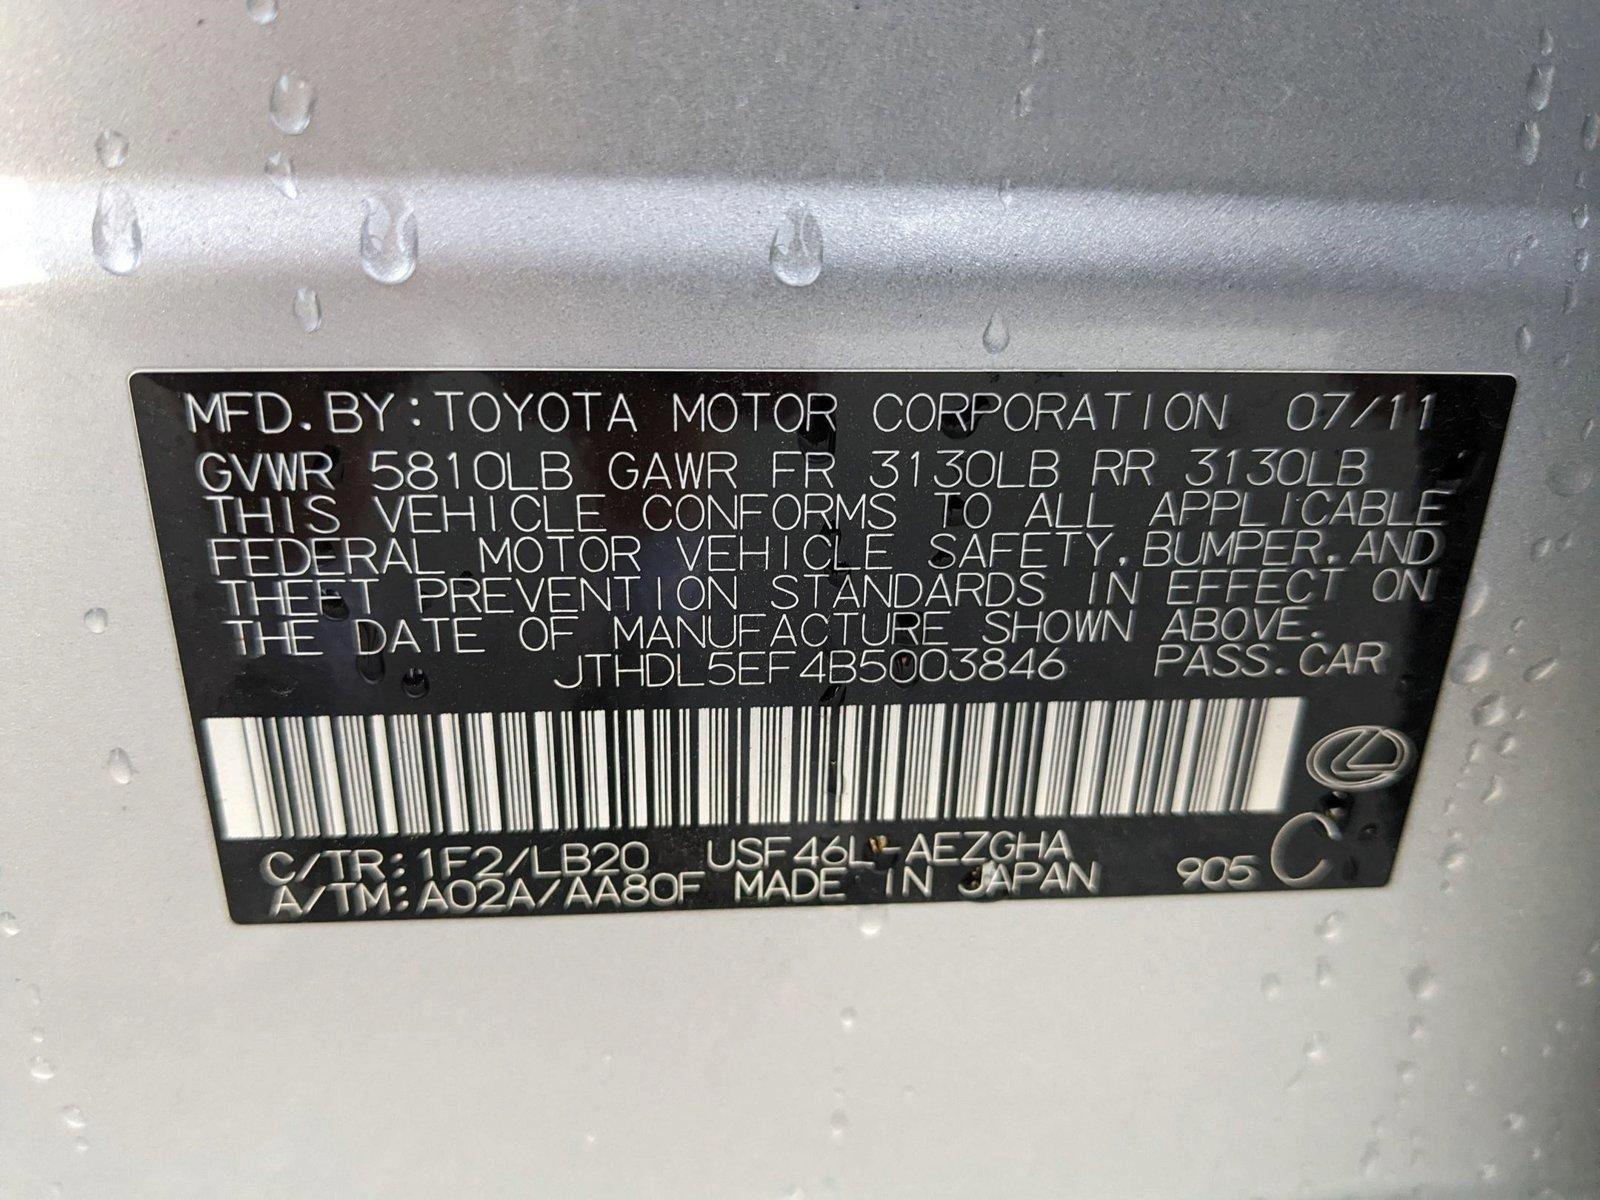 MFD. BY: TOYOTA MOTOR CORPORATION 07/11
GVWR 5810LB GAWR FR 3130LB RR 3130LB
THIS VEHICLE CONFORMS TO ALL APPLICABLE
FEDERAL MOTOR VEHICLE SAFETY, BUMPER, AND
THEFT PREVENTION STANDARDS IN EFFECT ON
THE DATE OF MANUFACTURE SHOWN ABOVE.
JTHDL5EF4B5003846 PASS. CAR
C/TR: 1F2/LB20 USF46L-AEZGHA
A/TM: A02A/AA80F MADE IN JAPAN 905 C